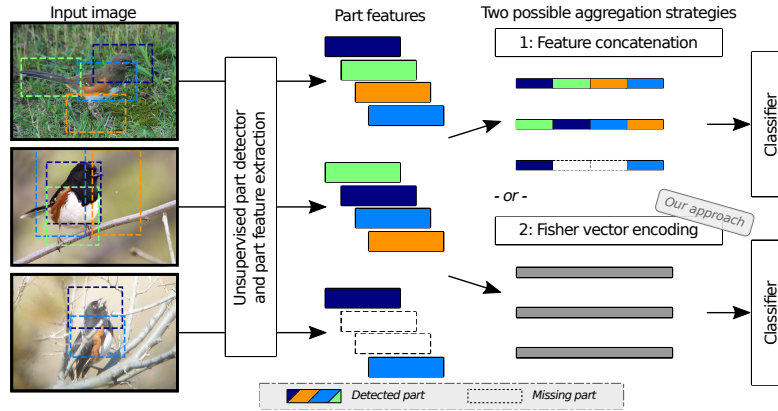 Input image
Part features
Two possible aggregation strategies
1: Feature concatenation
Unsupervised part detector
and part feature extraction
Classifier
- or -
Our approach
2: Fisher vector encoding
Classifier
Detected part
Missing part